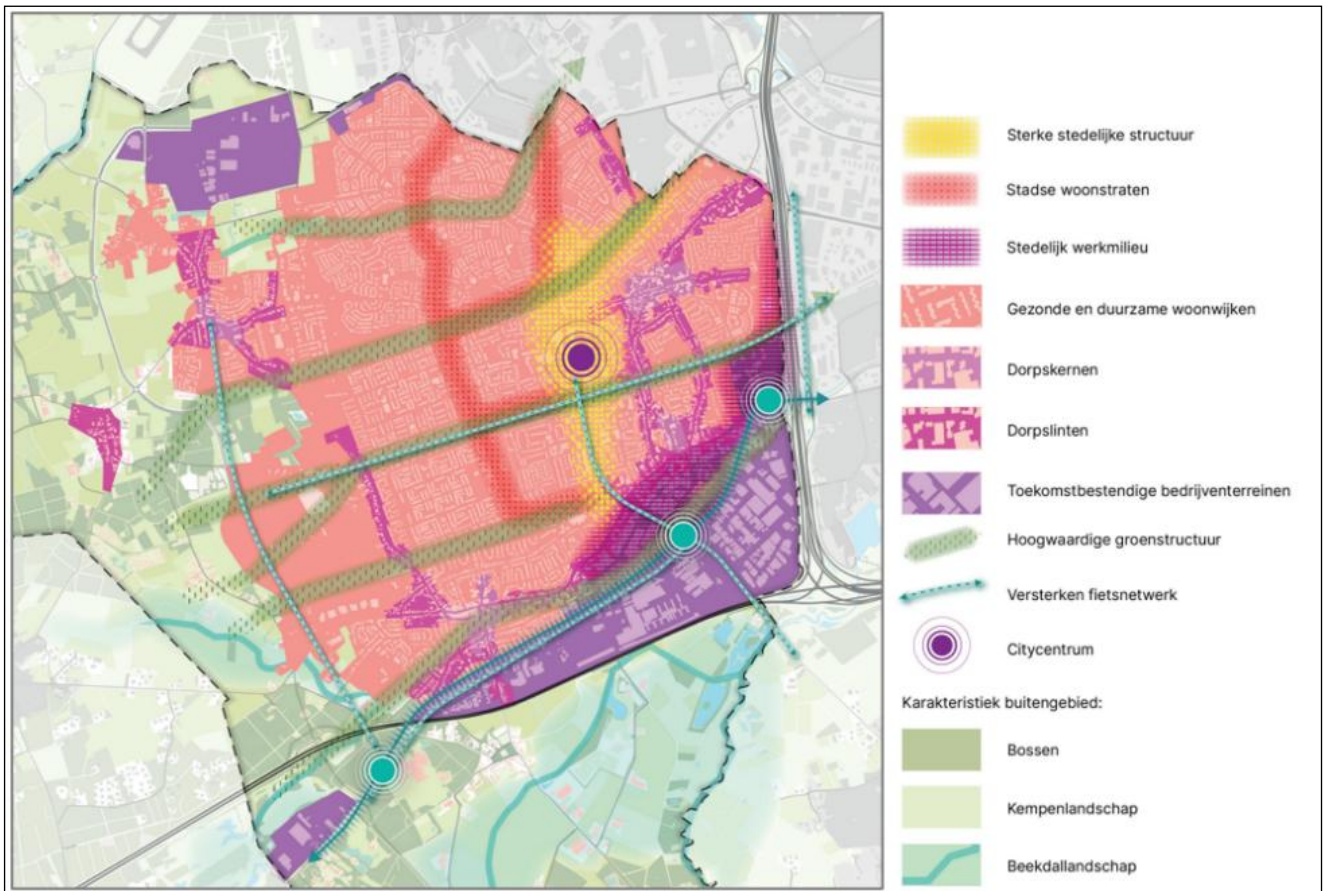 Sterke stedelijke structuur
Stadse woonstraten
Stedelijk werkmilieu
Gezonde en duurzame woonwijken
Dorpskernen
Dorpslinten
Toekomstbestendige bedrijventerreinen
Hoogwaardige groenstructuur
Versterken fietsnetwerk
Citycentrum
Karakteristiek buitengebied:
Bossen
Kempenlandschap
Beekdallandschap